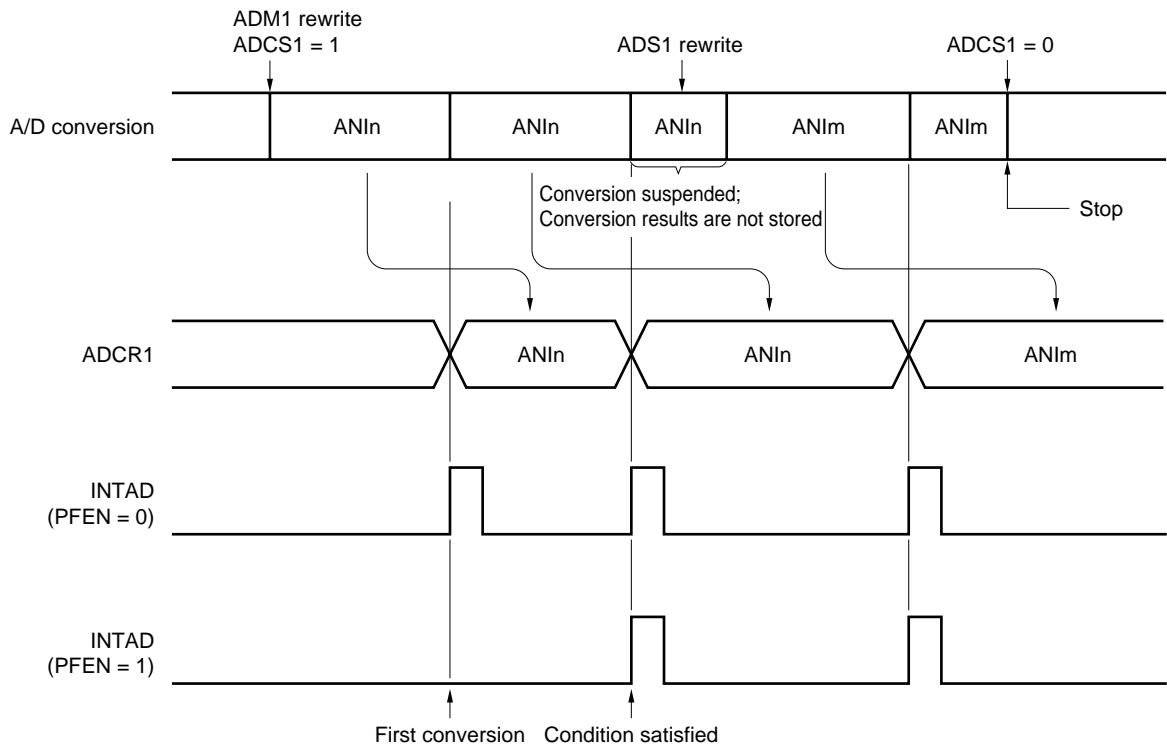 ADM1 rewrite
ADCS1 = 1
ADS1 rewrite
ADCS1 = 0
A/D conversion
ANIn
ANIn
ANIn
ANIm
ANIm
Conversion suspended;
Conversion results are not stored
Stop
ADCR1
ANIn
ANIn
ANIm
INTAD
(PFEN = 0)
INTAD
(PFEN = 1)
First conversion
Condition satisfied